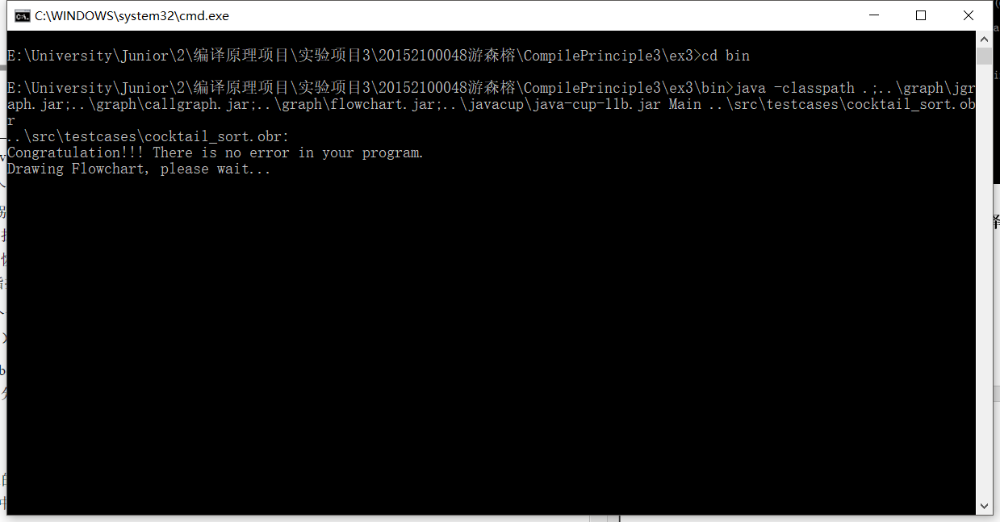 C:\WINDOWS\system32\cmd.exe
E:\University\Junior\2\编译原理项目\实验项目3\20152100048游森榕\CompilePrinciple3\ex3>cd bin
E:\University\Junior\2\编译原理项目\实验项目3\20152100048游森榕\CompilePrinciple3\ex3\bin>java -classpath .;..\graph\jgr
aph.jar;..\graph\callgraph.jar;..\graph\flowchart.jar;..\javacup\java-cup-11b.jar Main ..\src\testcases\cocktail_sort.ob
r
..\src\testcases\cocktail_sort.obr:
Congratulation!!! There is no error in your program.
Drawing Flowchart, please wait...